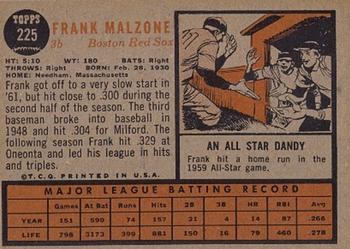 TOPPS
225
FRANK MALZONE
3b Boston Red Sox
HT: 5:10 WT: 180 BATS: Right
THROWS: Right BORN: Feb. 28, 1930
HOME: Needham, Massachusetts
Frank got off to a very slow start in
'61, but hit close to .300 during the
second half of the season. The third
baseman broke into baseball in
1948 and hit .304 for Milford. The
following season Frank hit .329 at
Oneonta and led his league in hits
and triples.
©T.C.G. PRINTED IN U.S.A.
AN ALL STAR DANDY
Frank hit a home run in the
1959 All-Star game.
MAJOR LEAGUE BATTING RECORD
Games At Bat Runs Hits 2B 3B HR RBI Avg.
YEAR 151 590 74 157 21 4 14 87 .266
LIFE 798 3173 399 881 150 16 79 440 .278